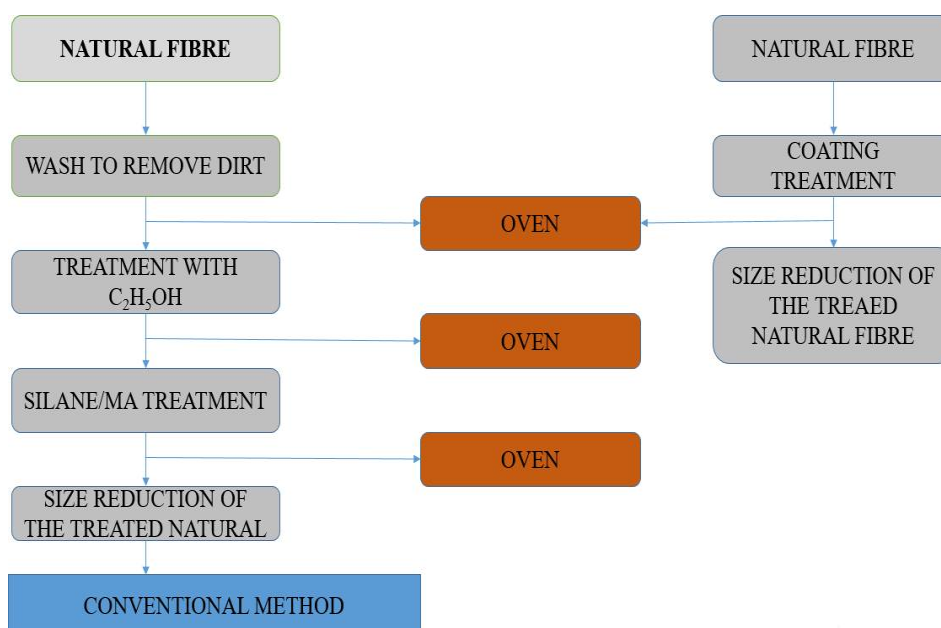 NATURAL FIBRE
WASH TO REMOVE DIRT
OVEN
TREATMENT WITH
C₂H₅OH
OVEN
SILANE/MA TREATMENT
OVEN
SIZE REDUCTION OF
THE TREATED NATURAL
CONVENTIONAL METHOD
NATURAL FIBRE
COATING
TREATMENT
SIZE REDUCTION OF
THE TREAED
NATURAL FIBRE